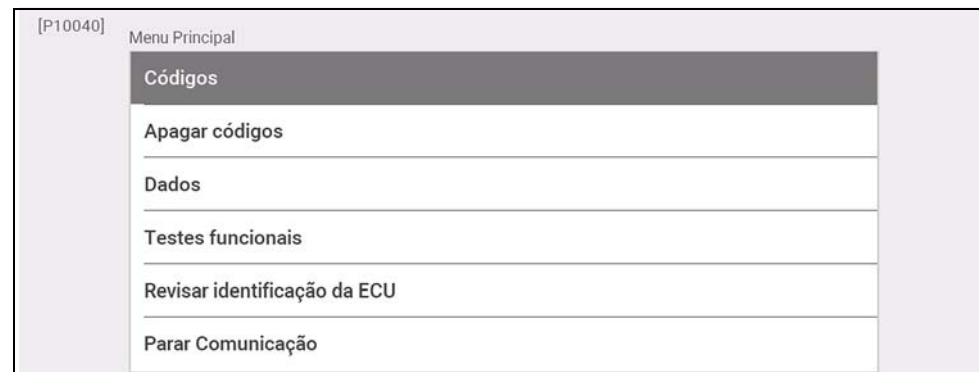 [P10040]
Menu Principal
Códigos
Apagar códigos
Dados
Testes funcionais
Revisar identificação da ECU
Parar Comunicação